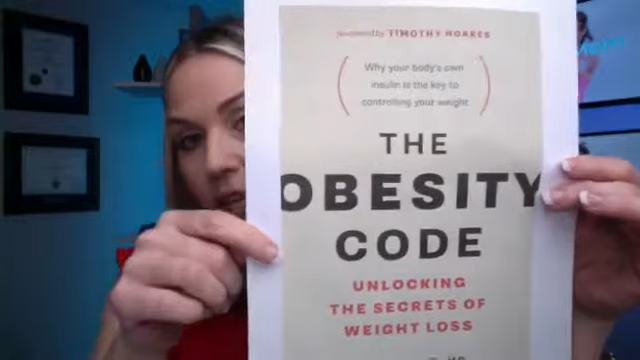 foreword by TIMOTHY NOAKES
Why your body's own
insulin is the key to
controlling your weight
THE
OBESITY
CODE
UNLOCKING
THE SECRETS OF
WEIGHT LOSS